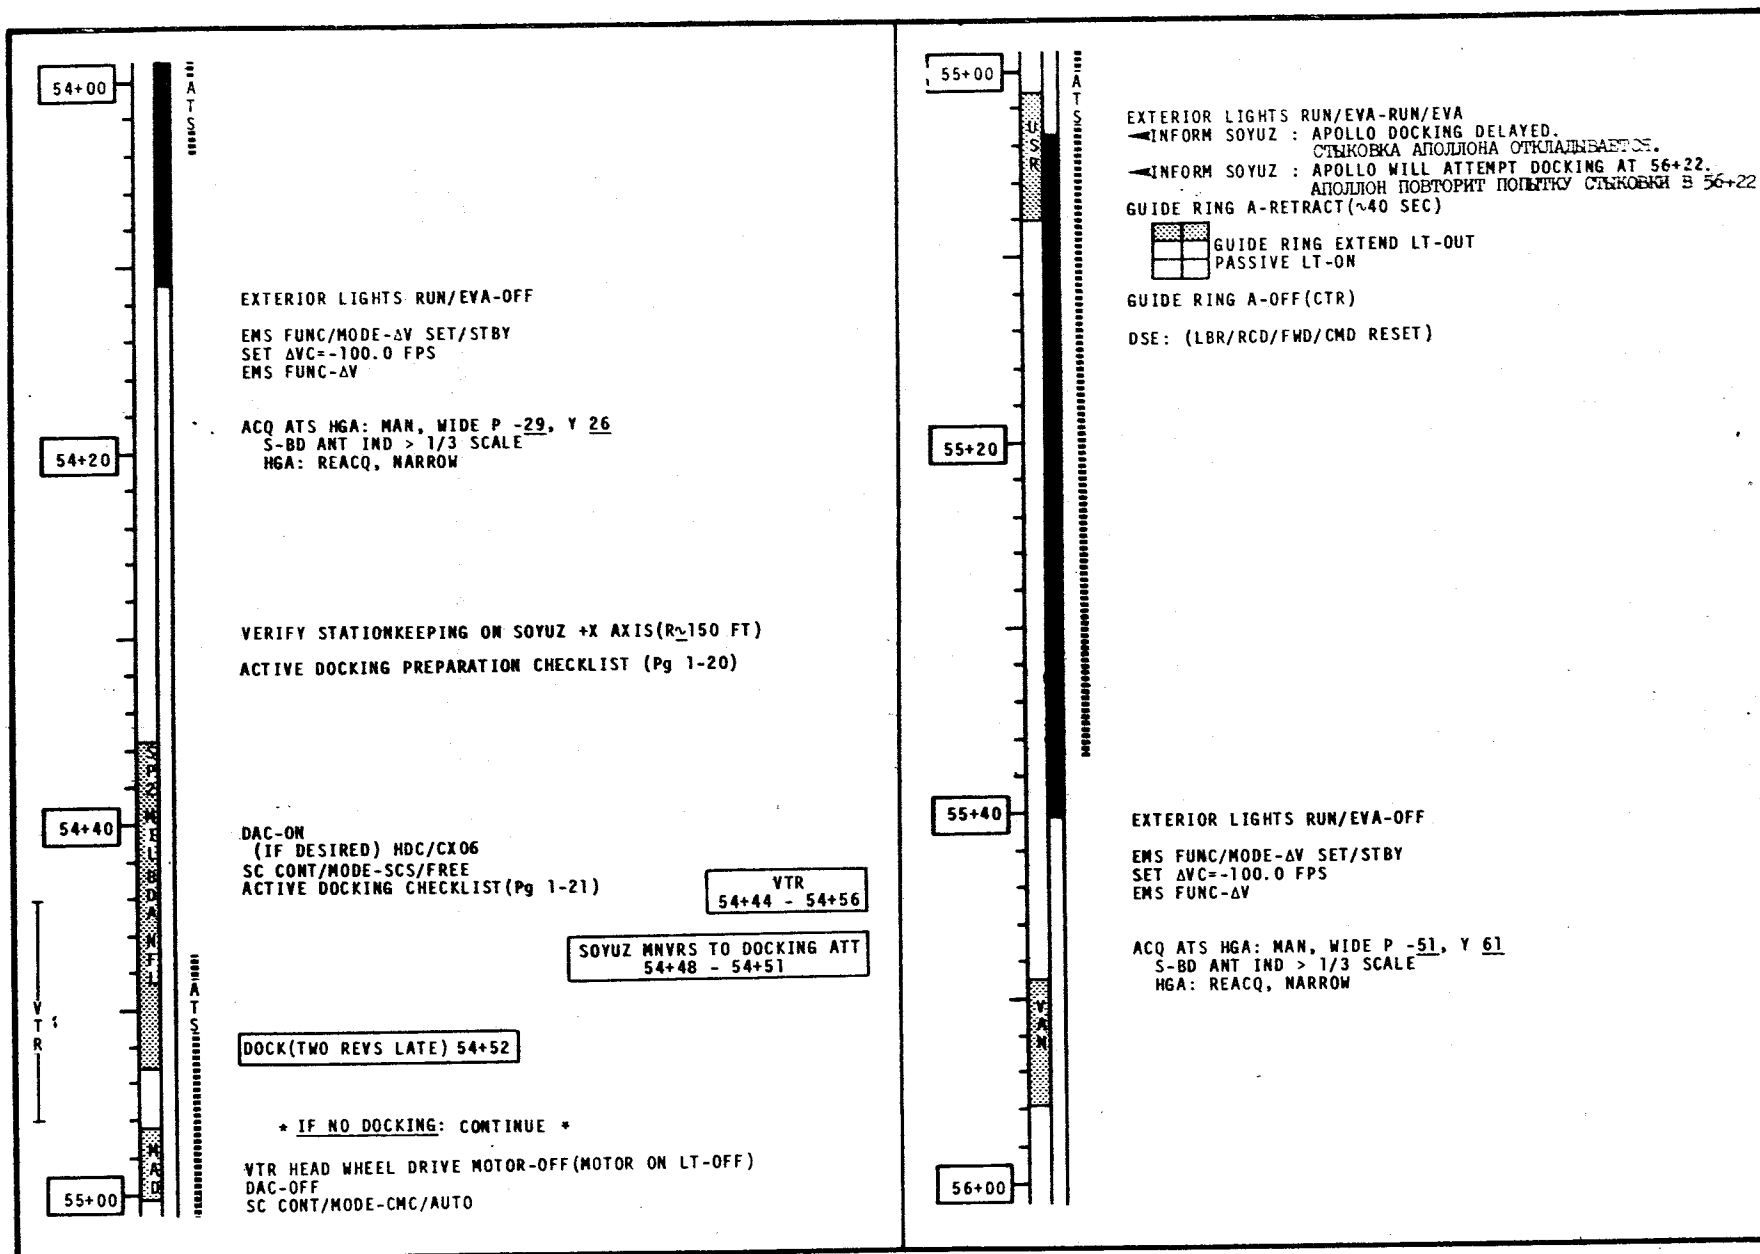 54+00
ATS
EXTERIOR LIGHTS RUN/EVA-OFF
EMS FUNC/MODE-ΔV SET/STBY
SET ΔVC=-100.0 FPS
EMS FUNC-ΔV
ACQ ATS HGA: MAN, WIDE P -29, Y 26
S-BD ANT IND > 1/3 SCALE
54+20
HGA: REACQ, NARROW
VERIFY STATIONKEEPING ON SOYUZ +X AXIS(R~150 FT)
ACTIVE DOCKING PREPARATION CHECKLIST (Pg 1-20)
54+40
DAC-ON
(IF DESIRED) HDC/CX06
SC CONT/MODE-SCS/FREE
ACTIVE DOCKING CHECKLIST(Pg 1-21)
VTR
54+44 - 54+56
SOYUZ MNVRS TO DOCKING ATT
54+48 - 54+51
ATS
VTR
DOCK(TWO REVS LATE) 54+52
* IF NO DOCKING: CONTINUE *
MAD
VTR HEAD WHEEL DRIVE MOTOR-OFF(MOTOR ON LT-OFF)
DAC-OFF
55+00
SC CONT/MODE-CMC/AUTO
55+00
ATS
USR
EXTERIOR LIGHTS RUN/EVA-RUN/EVA
◄INFORM SOYUZ : APOLLO DOCKING DELAYED.
СТЫКОВКА АПОЛЛОНА ОТКЛАДЫВАЕТСЯ.
◄INFORM SOYUZ : APOLLO WILL ATTEMPT DOCKING AT 56+22.
АПОЛЛОН ПОВТОРИТ ПОПЫТКУ СТЫКОВКИ В 56+22
GUIDE RING A-RETRACT(~40 SEC)
GUIDE RING EXTEND LT-OUT
PASSIVE LT-ON
GUIDE RING A-OFF(CTR)
DSE: (LBR/RCD/FWD/CMD RESET)
55+20
55+40
EXTERIOR LIGHTS RUN/EVA-OFF
EMS FUNC/MODE-ΔV SET/STBY
SET ΔVC=-100.0 FPS
EMS FUNC-ΔV
ACQ ATS HGA: MAN, WIDE P -51, Y 61
S-BD ANT IND > 1/3 SCALE
HGA: REACQ, NARROW
VAN
56+00